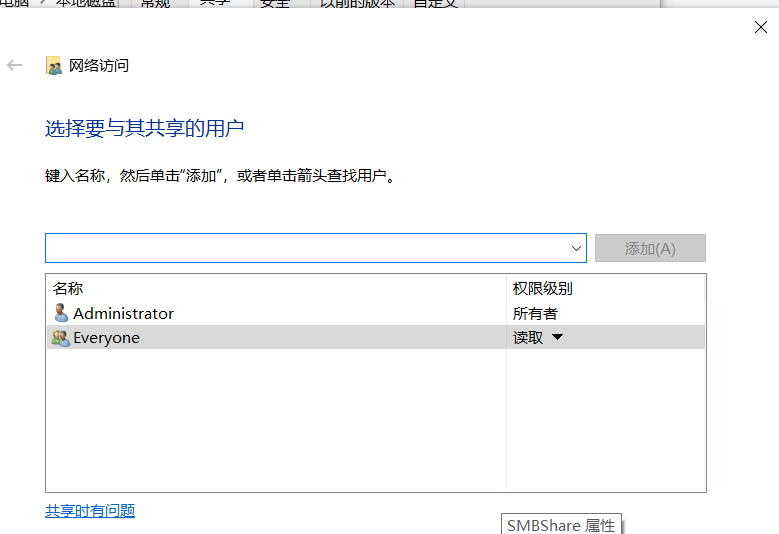 电脑 本地磁盘 常规 共享 安全 以前的版本 自定义
网络访问
选择要与其共享的用户
键入名称，然后单击“添加”，或者单击箭头查找用户。
添加(A)
名称 权限级别
Administrator 所有者
Everyone 读取
共享时有问题
SMBShare 属性